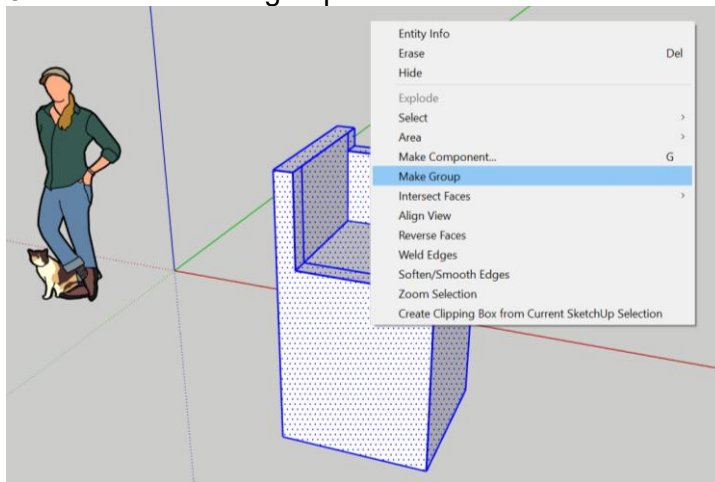 Entity Info
Erase Del
Hide
Explode
Select >
Area >
Make Component... G
Make Group
Intersect Faces >
Align View
Reverse Faces
Weld Edges
Soften/Smooth Edges
Zoom Selection
Create Clipping Box from Current SketchUp Selection